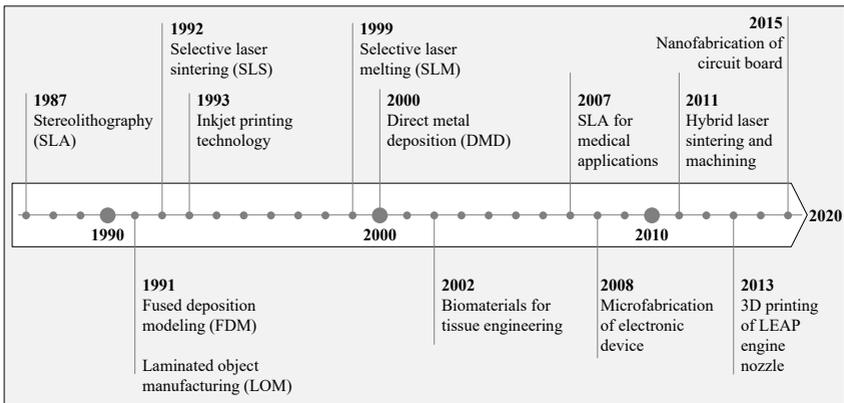 1987
Stereolithography
(SLA)
1992
Selective laser
sintering (SLS)
1993
Inkjet printing
technology
1999
Selective laser
melting (SLM)
2000
Direct metal
deposition (DMD)
2007
SLA for
medical
applications
2011
Hybrid laser
sintering and
machining
2015
Nanofabrication of
circuit board
1990
2000
2010
2020
1991
Fused deposition
modeling (FDM)
Laminated object
manufacturing (LOM)
2002
Biomaterials for
tissue engineering
2008
Microfabrication
of electronic
device
2013
3D printing
of LEAP
engine
nozzle